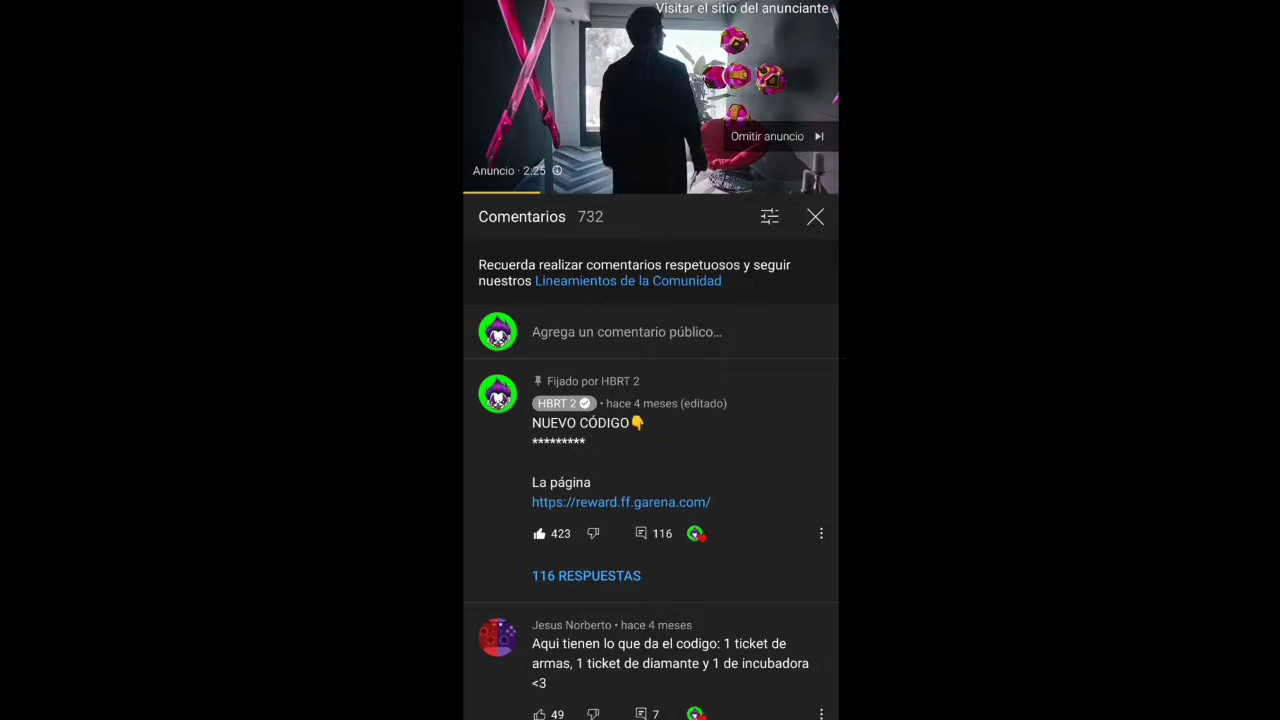 Visitar el sitio del anunciante
Omitir anuncio
Anuncio · 2:25
Comentarios 732
Recuerda realizar comentarios respetuosos y seguir
nuestros Lineamientos de la Comunidad
Agrega un comentario público...
Fijado por HBRT 2
HBRT 2 • hace 4 meses (editado)
NUEVO CÓDIGO👇
*********
La página
https://reward.ff.garena.com/
423 116
116 RESPUESTAS
Jesus Norberto • hace 4 meses
Aqui tienen lo que da el codigo: 1 ticket de
armas, 1 ticket de diamante y 1 de incubadora
<3
49 7